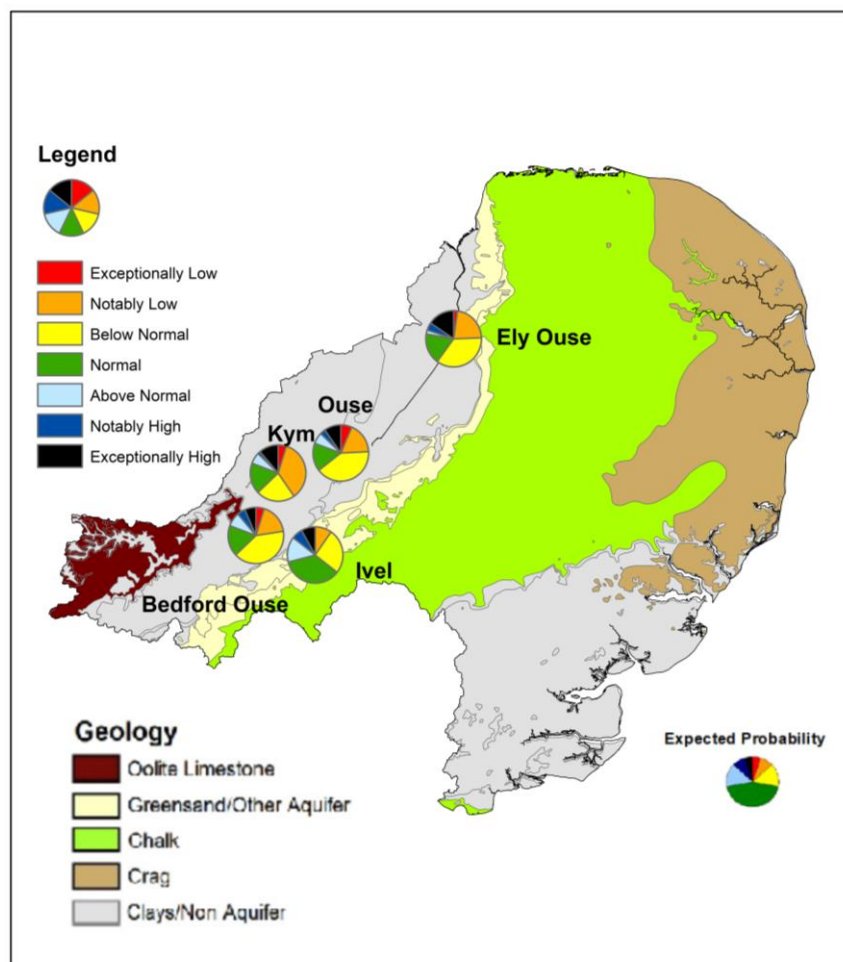 Legend
Exceptionally Low
Notably Low
Below Normal
Normal
Above Normal
Notably High
Exceptionally High
Ely Ouse
Ouse
Kym
Ivel
Bedford Ouse
Geology
Oolite Limestone
Greensand/Other Aquifer
Chalk
Crag
Clays/Non Aquifer
Expected Probability